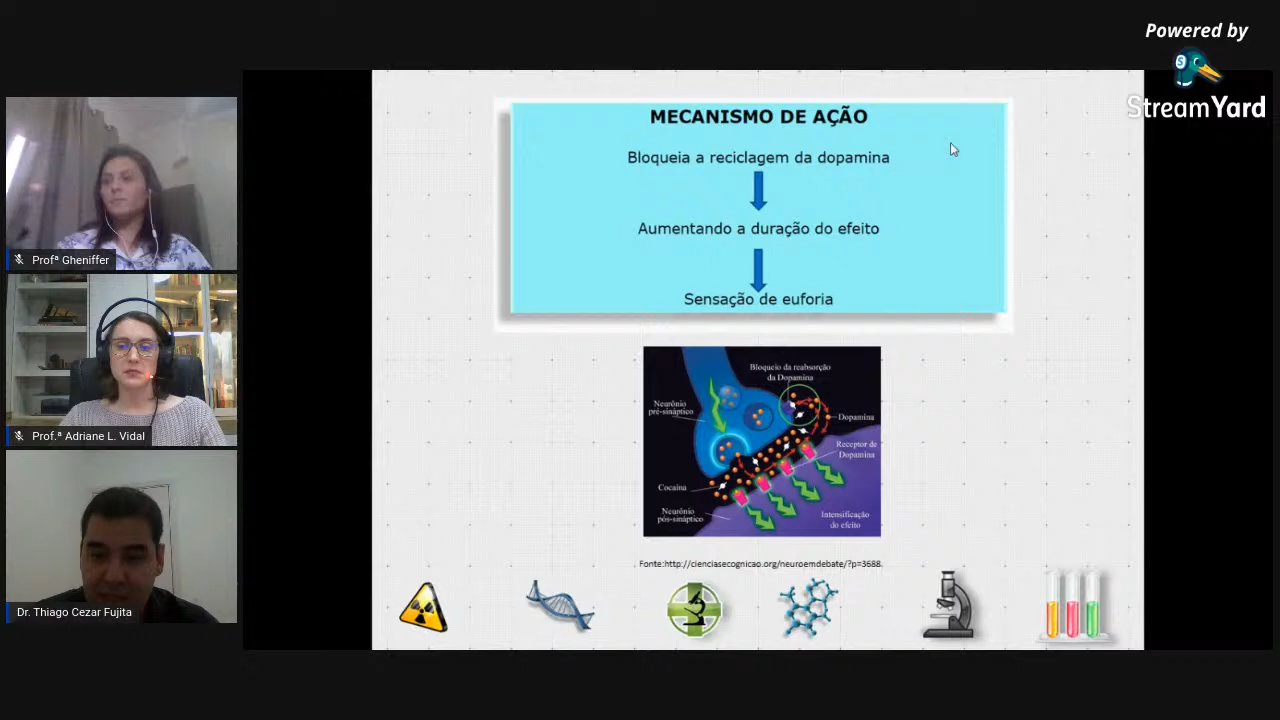 Powered by
StreamYard
Profª Gheniffer
Prof.ª Adriane L. Vidal
Dr. Thiago Cezar Fujita
MECANISMO DE AÇÃO
Bloqueia a reciclagem da dopamina
Aumentando a duração do efeito
Sensação de euforia
Bloqueio da reabsorção
da Dopamina
Neurônio
pré-sináptico
Dopamina
Receptor de
Dopamina
Cocaína
Neurônio
pós-sináptico
Intensificação
do efeito
Fonte:http://cienciasecognicao.org/neuroemdebate/?p=3688.